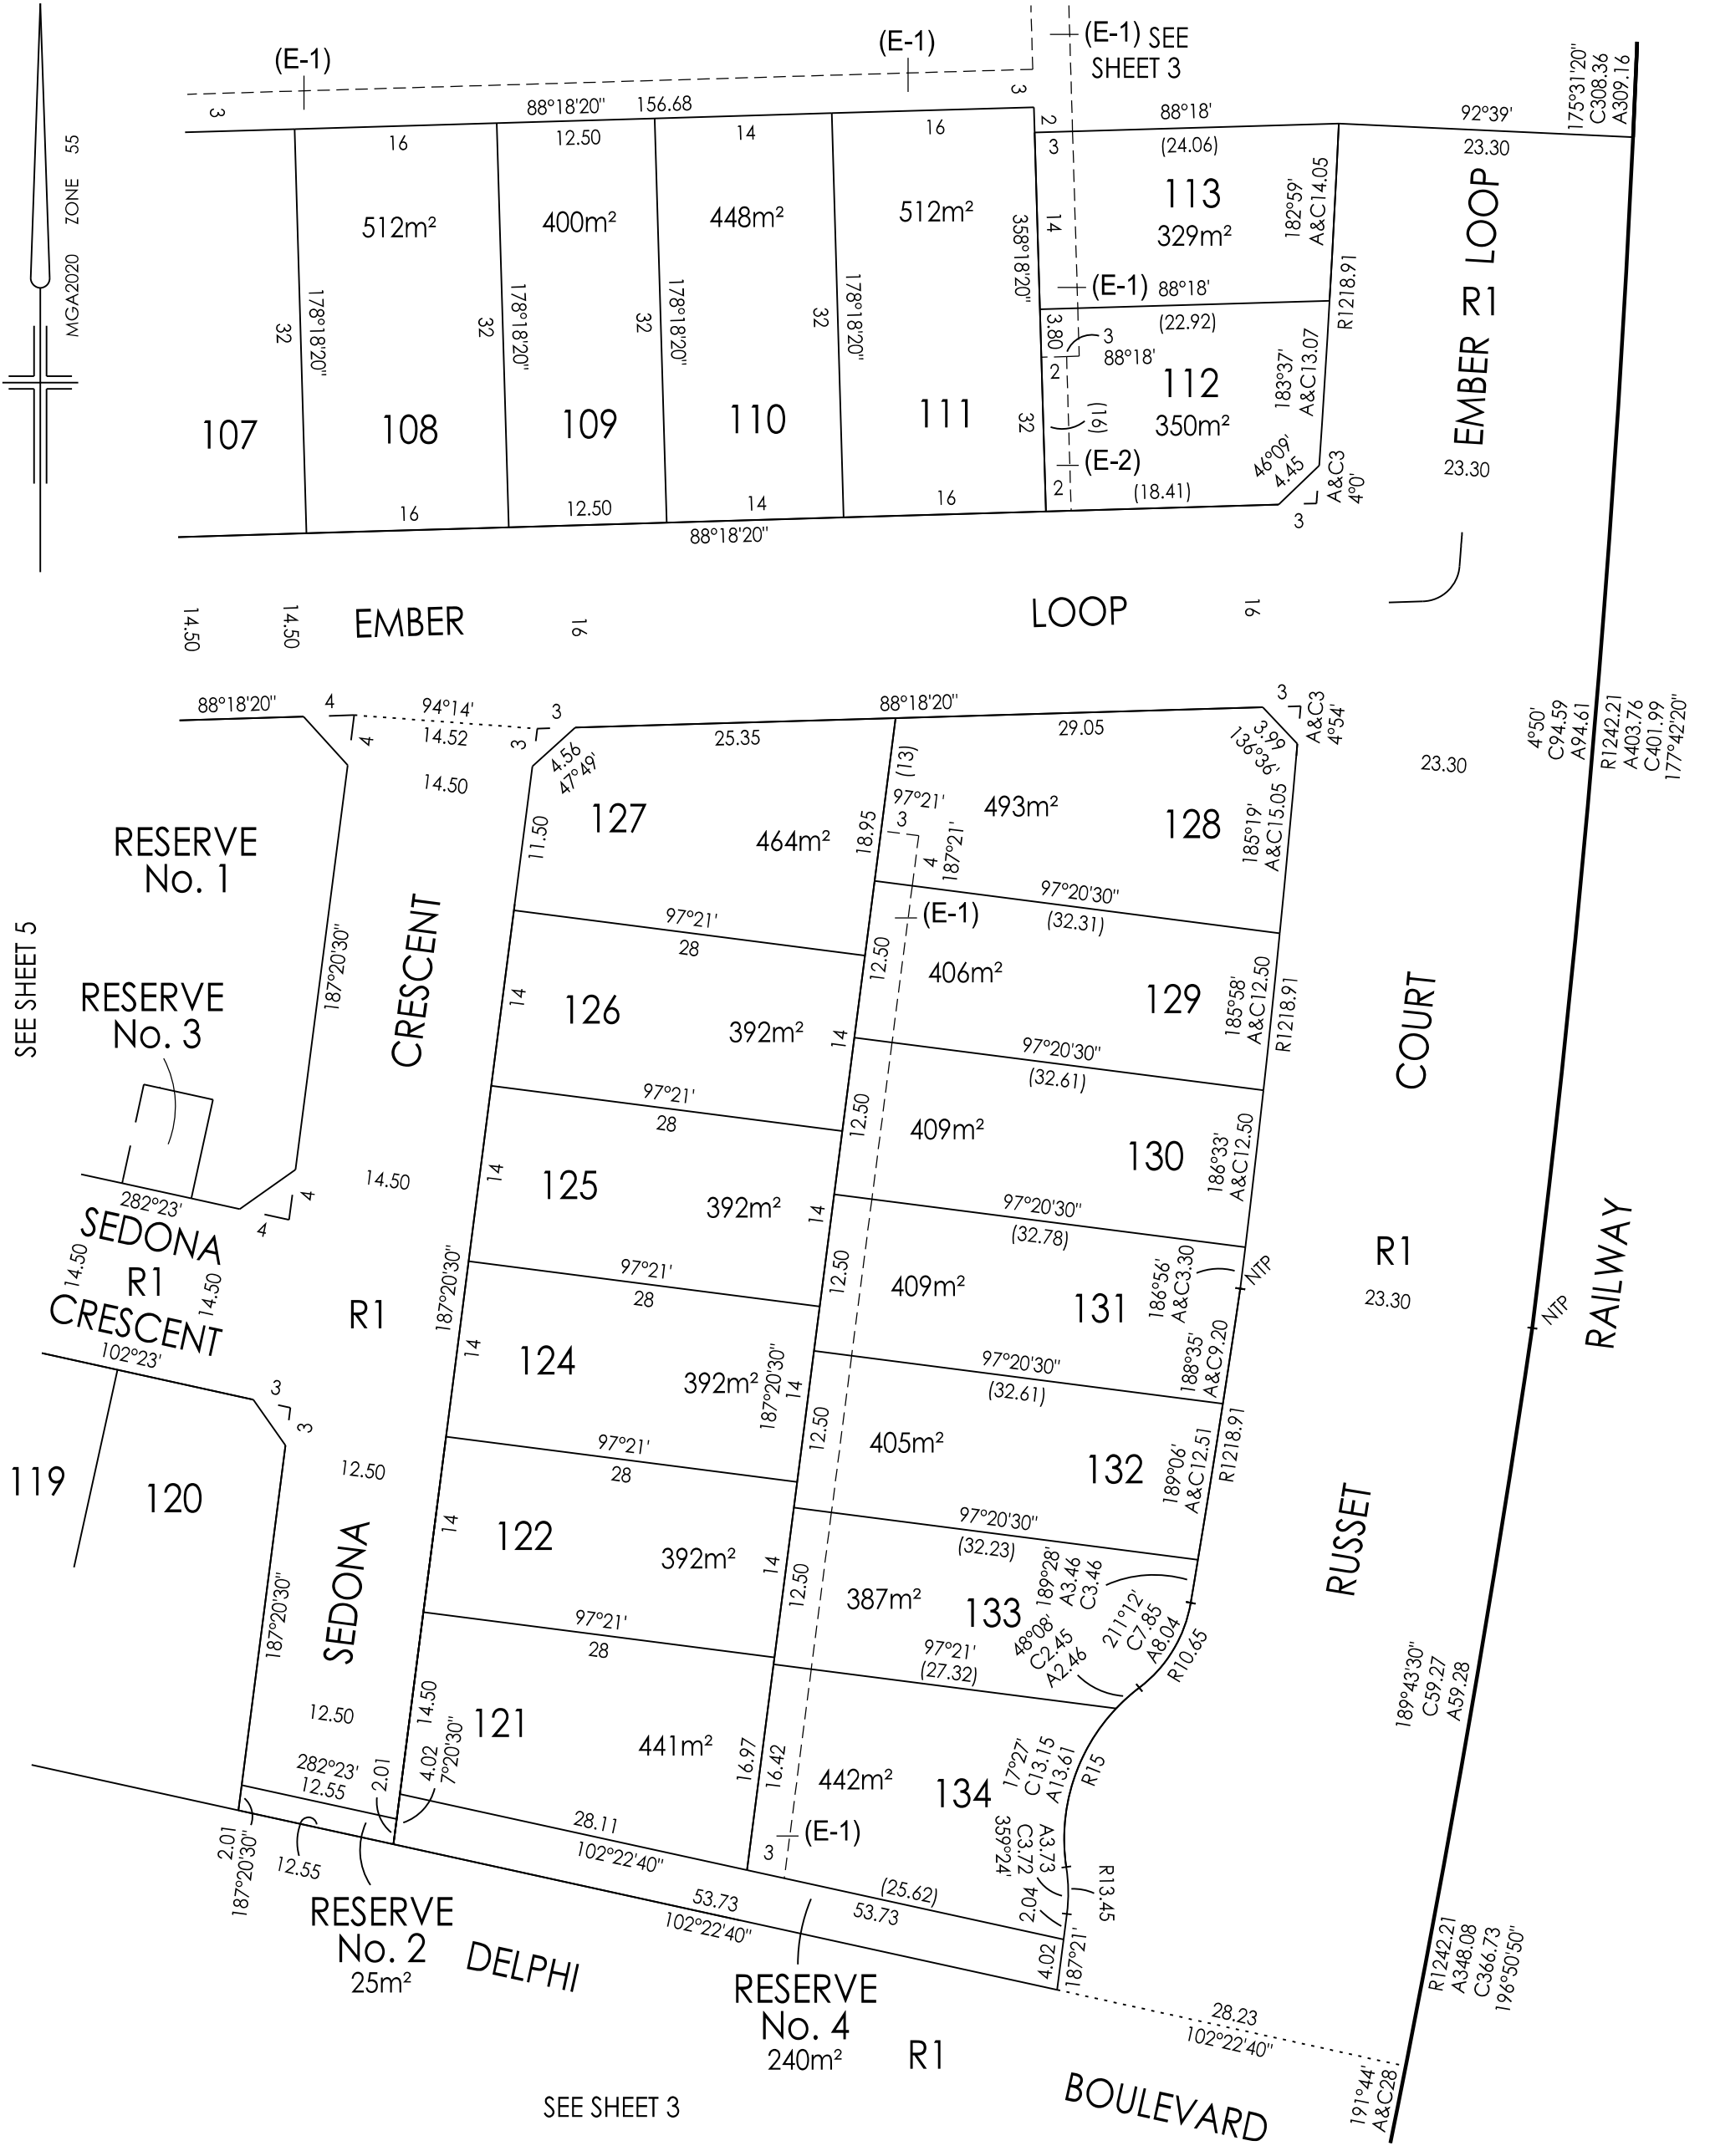 (E-1)
(E-1)
(E-1) SEE
SHEET 3
175°31'20"
C308.36
A309.16
MGA2020 ZONE 55
3
88°18'20" 156.68
3
2
88°18'
92°39'
16
12.50
14
16
3
(24.06)
23.30
512m²
400m²
448m²
512m²
358°18'20"
14
113
329m²
182°59'
A&C14.05
EMBER R1 LOOP
R1218.91
(E-1) 88°18'
32
178°18'20"
32
178°18'20"
32
178°18'20"
32
178°18'20"
3.80
(22.92)
3
88°18'
2
183°37'
A&C13.07
107
108
109
110
111
32
(16)
112
350m²
(E-2)
46°09'
4.45
A&C3
4°0'
23.30
16
12.50
14
16
2
(18.41)
3
88°18'20"
14.50
14.50
EMBER
16
LOOP
16
88°18'20"
4
4
94°14'
14.52
3
3
88°18'20"
3
A&C3
4°54'
14.50
4.56
47°49'
25.35
(13)
29.05
3.99
136°36'
23.30
4°50'
C94.59
A94.61
R1242.21
A403.76
C401.99
177°42'20"
RESERVE
No. 1
11.50
127
464m²
18.95
97°21'
3
4
187°21'
493m²
128
185°19'
A&C15.05
SEE SHEET 5
187°20'30"
CRESCENT
97°21'
28
(E-1)
97°20'30"
(32.31)
RESERVE
No. 3
14
126
392m²
14
12.50
406m²
129
185°58'
A&C12.50
R1218.91
COURT
97°21'
28
97°20'30"
(32.61)
282°23'
4
4
14.50
14
125
392m²
14
12.50
409m²
130
186°33'
A&C12.50
SEDONA
R1
CRESCENT
14.50
14.50
R1
187°20'30"
97°21'
28
97°20'30"
(32.78)
R1
23.30
RAILWAY
102°23'
14
124
392m²
187°20'30"
14
12.50
409m²
131
186°56'
A&C3.30
NTP
188°35'
A&C9.20
NTP
3
3
97°21'
28
97°20'30"
(32.61)
119
120
12.50
14
122
392m²
14
12.50
405m²
132
189°06'
A&C12.51
R1218.91
RUSSET
187°20'30"
SEDONA
97°21'
28
97°20'30"
(32.23)
12.50
387m²
133
189°28'
A3.46
C3.46
211°12'
C7.85
A8.04
R10.65
48°08'
C2.45
A2.46
97°21'
(27.32)
12.50
14.50
121
441m²
16.97
16.42
442m²
134
17°27'
C13.15
A13.61
R15
189°43'30"
C59.27
A59.28
282°23'
12.55
2.01
4.02
7°20'30"
28.11
102°22'40"
3
(E-1)
A3.73
C3.72
359°24'
R13.45
2.04
2.01
187°20'30"
12.55
53.73
102°22'40"
(25.62)
53.73
4.02
187°21'
RESERVE
No. 2
25m²
DELPHI
RESERVE
No. 4
240m²
R1
28.23
102°22'40"
R1242.21
A348.08
C366.73
196°50'50"
BOULEVARD
191°44'
A&C28
SEE SHEET 3